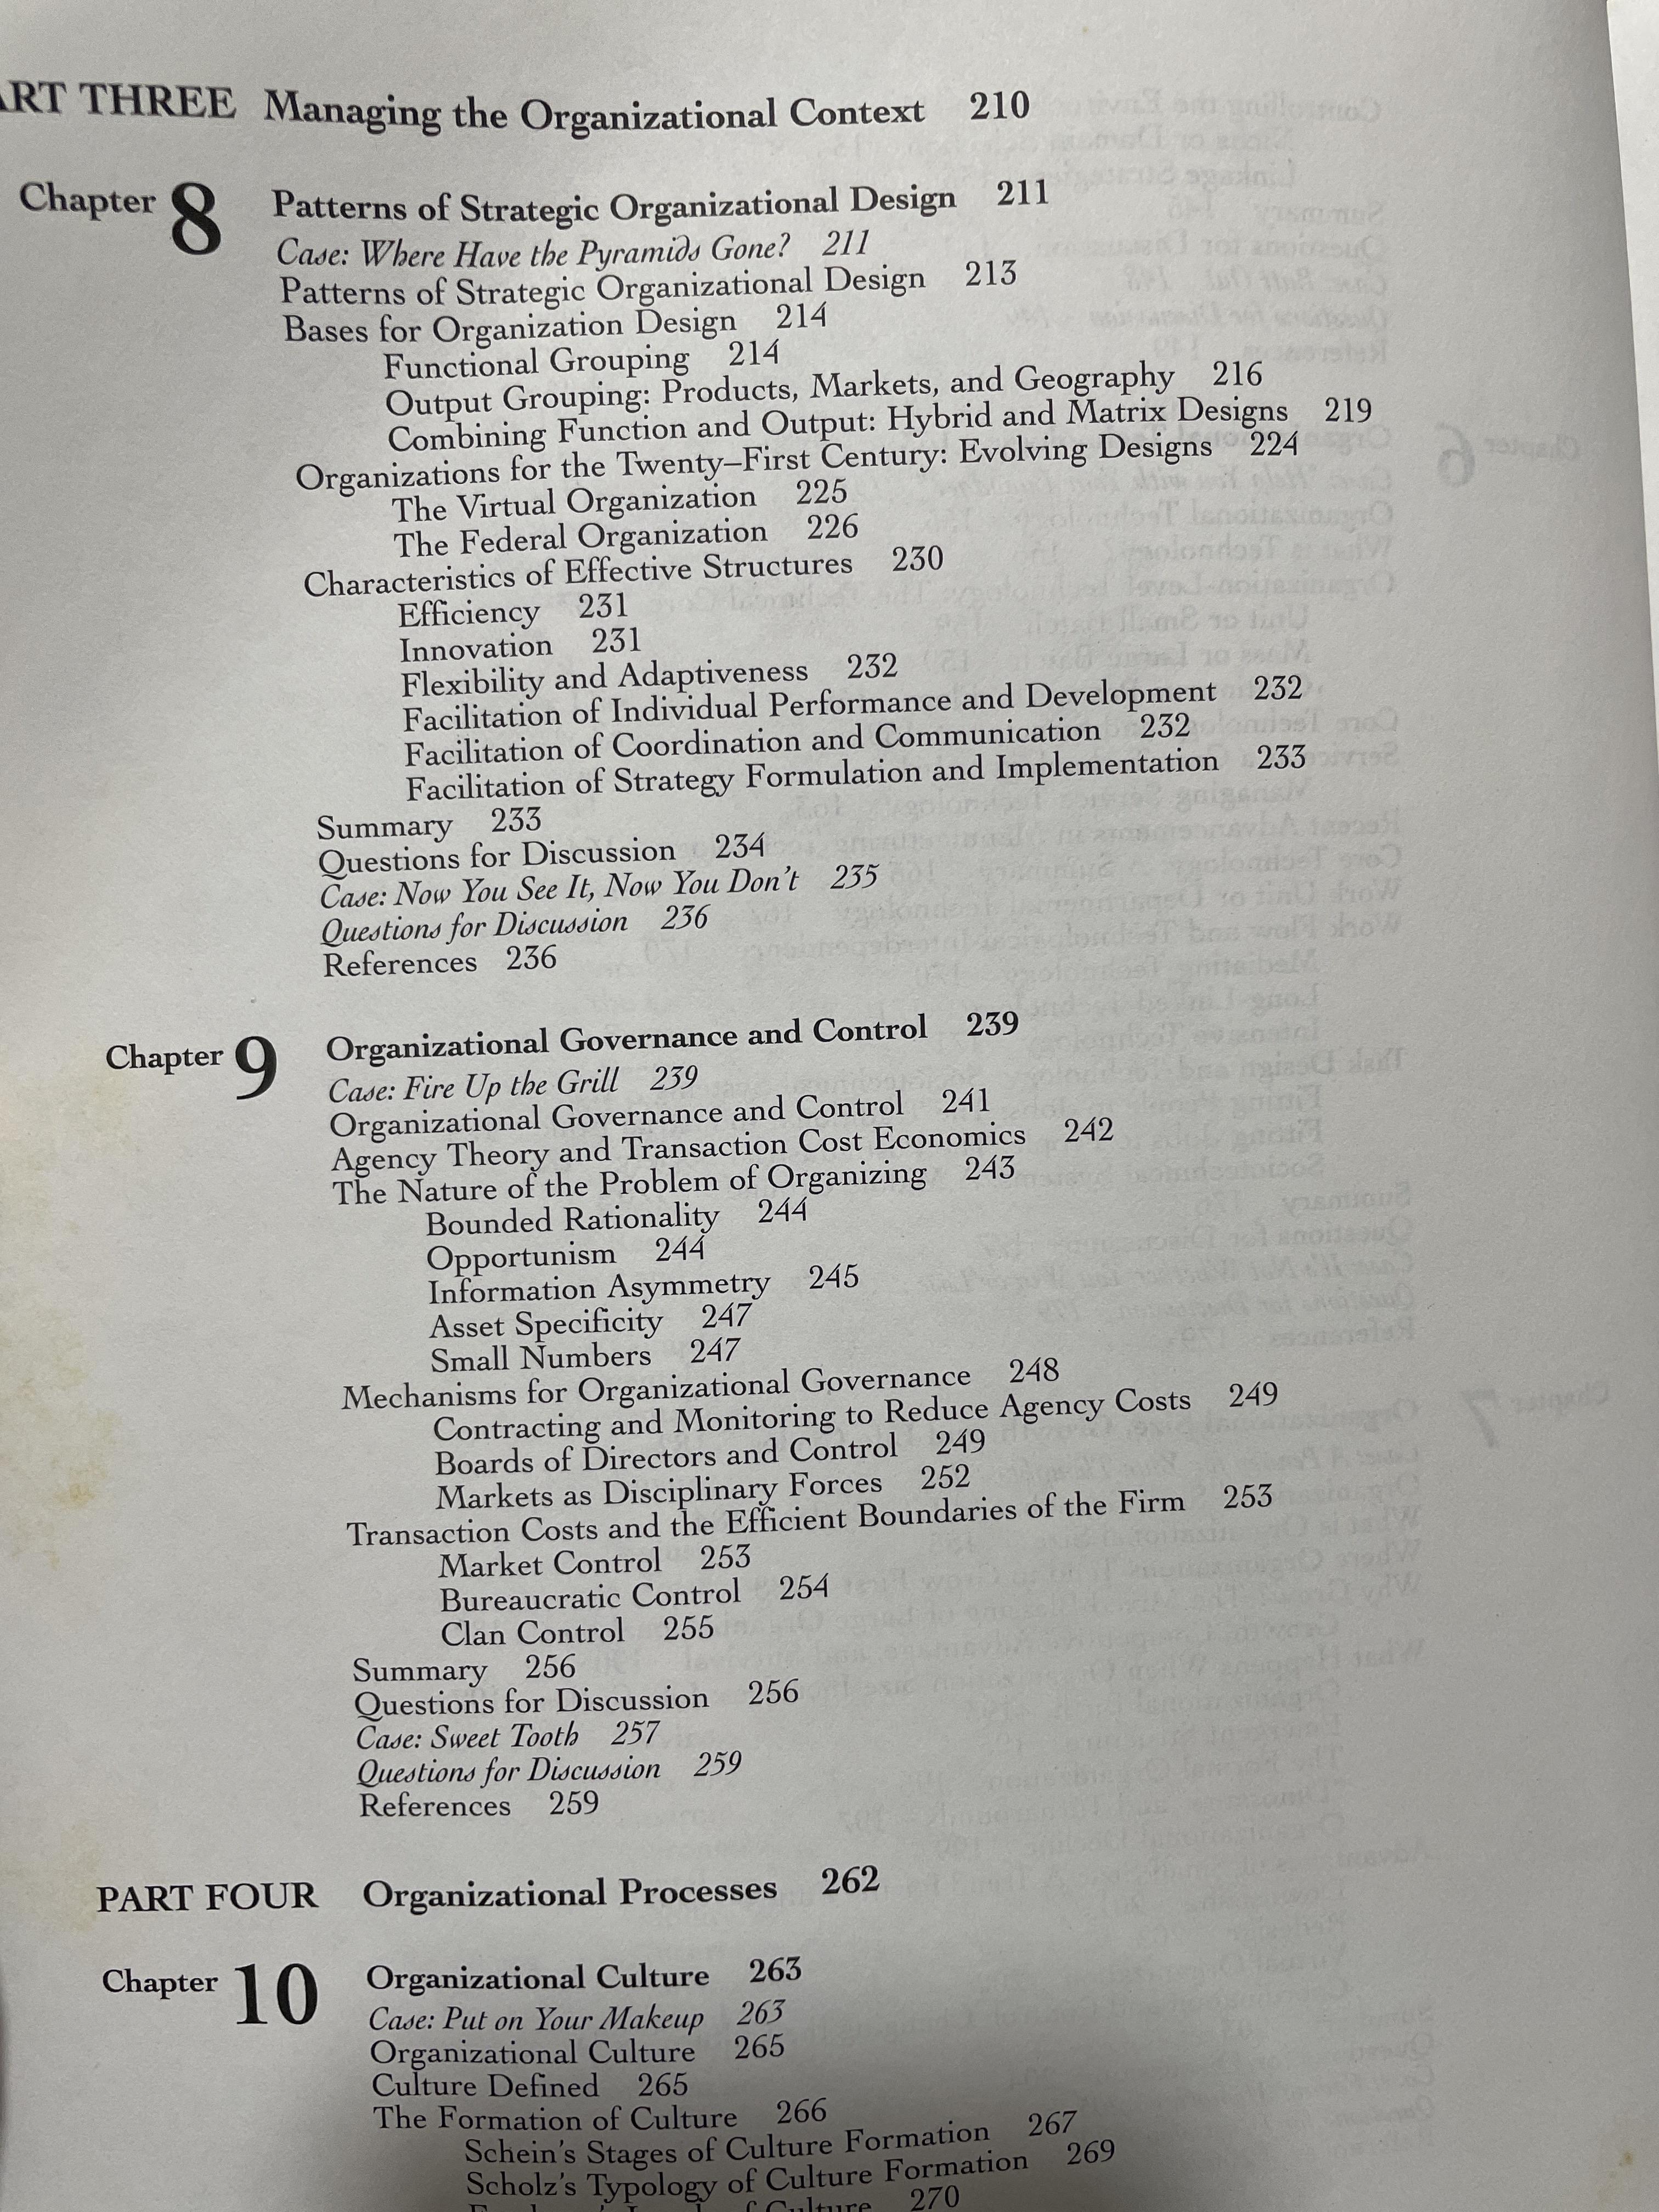 ART THREE Managing the Organizational Context 210
Chapter 8 Patterns of Strategic Organizational Design 211
Case: Where Have the Pyramids Gone? 211
Patterns of Strategic Organizational Design 213
Bases for Organization Design 214
Functional Grouping 214
Output Grouping: Products, Markets, and Geography 216
Combining Function and Output: Hybrid and Matrix Designs 219
Organizations for the Twenty–First Century: Evolving Designs 224
The Virtual Organization 225
The Federal Organization 226
Characteristics of Effective Structures 230
Efficiency 231
Innovation 231
Flexibility and Adaptiveness 232
Facilitation of Individual Performance and Development 232
Facilitation of Coordination and Communication 232
Facilitation of Strategy Formulation and Implementation 233
Summary 233
Questions for Discussion 234
Case: Now You See It, Now You Don't 235
Questions for Discussion 236
References 236
Chapter 9 Organizational Governance and Control 239
Case: Fire Up the Grill 239
Organizational Governance and Control 241
Agency Theory and Transaction Cost Economics 242
The Nature of the Problem of Organizing 243
Bounded Rationality 244
Opportunism 244
Information Asymmetry 245
Asset Specificity 247
Small Numbers 247
Mechanisms for Organizational Governance 248
Contracting and Monitoring to Reduce Agency Costs 249
Boards of Directors and Control 249
Markets as Disciplinary Forces 252
Transaction Costs and the Efficient Boundaries of the Firm 253
Market Control 253
Bureaucratic Control 254
Clan Control 255
Summary 256
Questions for Discussion 256
Case: Sweet Tooth 257
Questions for Discussion 259
References 259
PART FOUR Organizational Processes 262
Chapter 10 Organizational Culture 263
Case: Put on Your Makeup 263
Organizational Culture 265
Culture Defined 265
The Formation of Culture 266
Schein's Stages of Culture Formation 267
Scholz's Typology of Culture Formation 269
of Culture 270